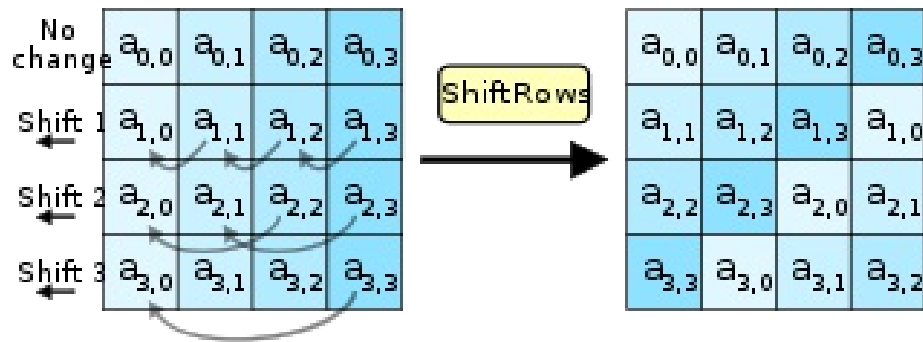 No change a0,0 a0,1 a0,2 a0,3
Shift 1 a1,0 a1,1 a1,2 a1,3
Shift 2 a2,0 a2,1 a2,2 a2,3
Shift 3 a3,0 a3,1 a3,2 a3,3
ShiftRows
a0,0 a0,1 a0,2 a0,3
a1,1 a1,2 a1,3 a1,0
a2,2 a2,3 a2,0 a2,1
a3,3 a3,0 a3,1 a3,2